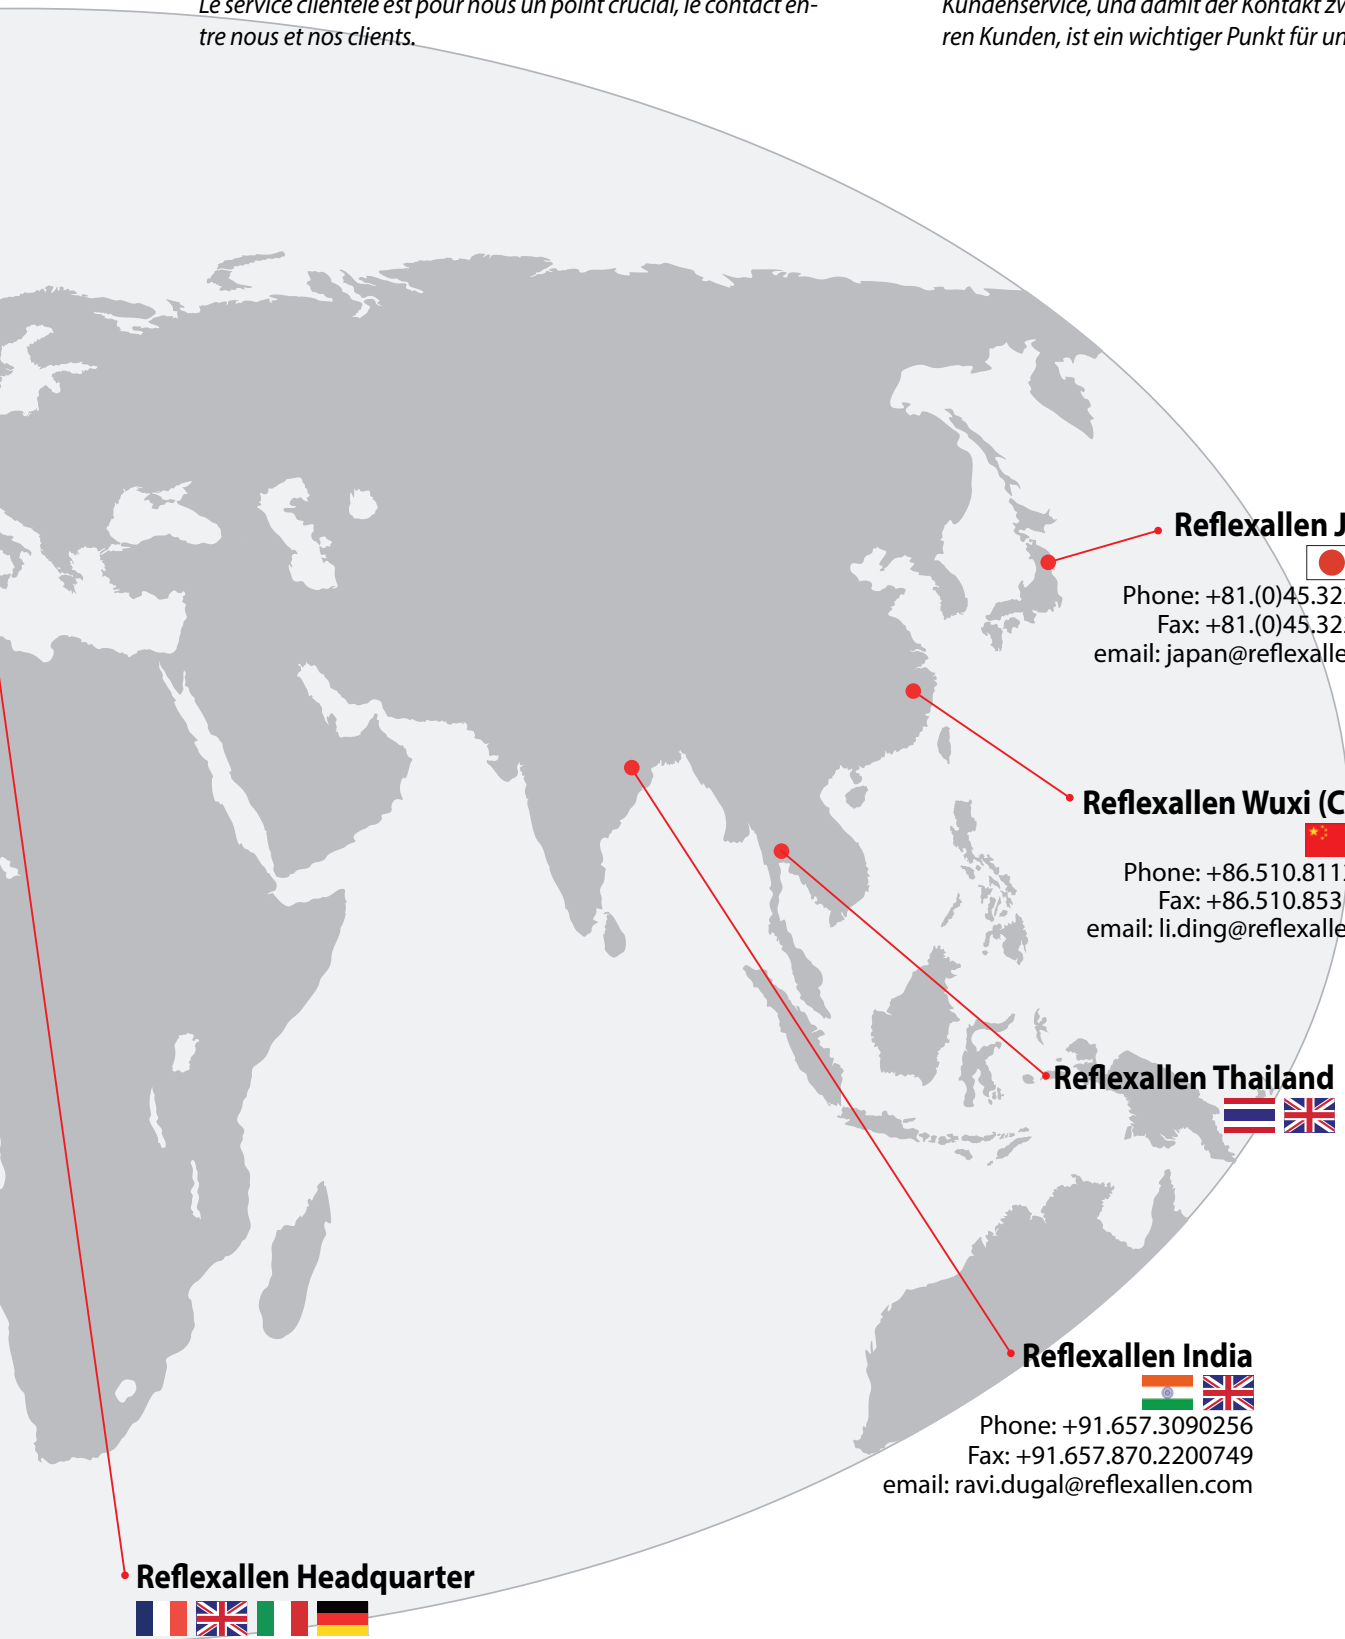 Le service clientèle est pour nous un point crucial, le contact en-
tre nous et nos clients.
Kundenservice, und damit der Kontakt
ren Kunden, ist ein wichtiger Punkt für
Reflexallen
Phone: +81.(0)45.32
Fax: +81.(0)45.32
email: japan@reflexalle
Reflexallen Wuxi
Phone: +86.510.811
Fax: +86.510.853
email: li.ding@reflexalle
Reflexallen Thailand
Reflexallen India
Phone: +91.657.3090256
Fax: +91.657.870.2200749
email: ravi.dugal@reflexallen.com
Reflexallen Headquarter